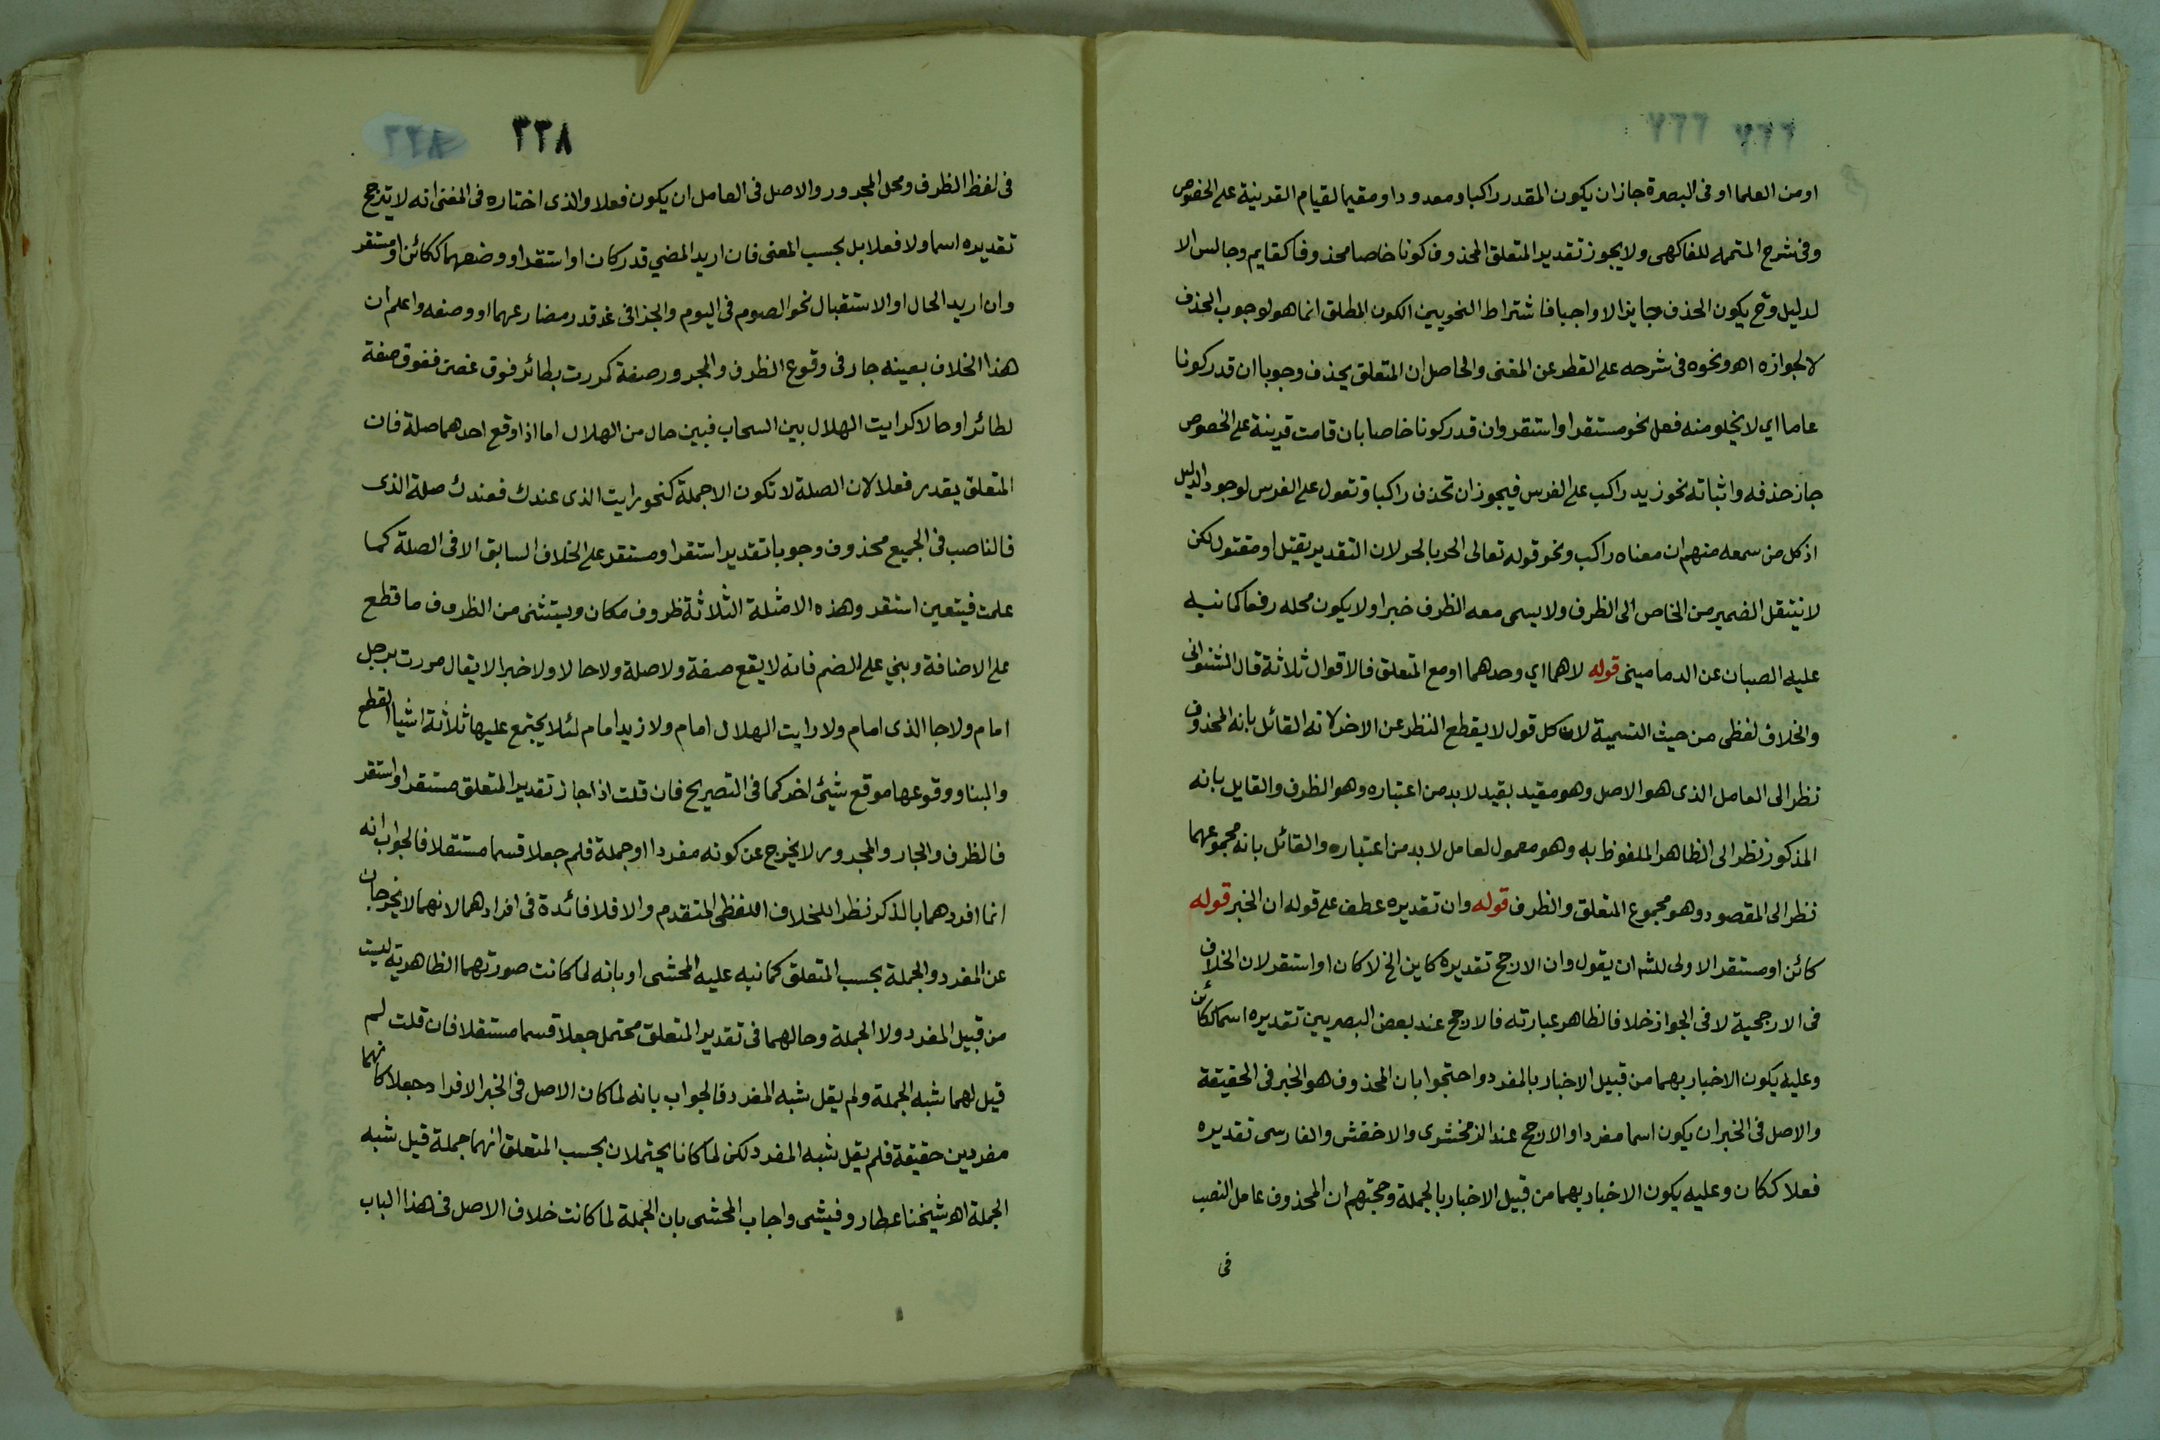 او من العلما او فى البصرة جاز ان يكون المقدر راكبا ومعدودا ومقيما لقيام القرنية على الخصوص
وفى شرح المتممه للفاكهى ولا يجوز تقدير المتعلق المحذوف كونا خاصا محذوفا كقايم وجالس الا
لدليل وح يكون الحذف جايزا لا واجبا فاشتراط النحويين الكون المطلق انما هو لوجوب الحذف
لا لجوازه اهو ونحوه فى شرحه على القطر عن المغنى والحاصل ان المتعلق يحذف وجوبا ان قدر كونا
عاما اي لا يخلو منه فعل نحو مستقر او استقر وان قدر كونا خاصا بان قامت قرينة على الخصوص
جاز حذفه واثباته نحو زيد راكب على الفرس فيجوز ان تحذف راكبا وتقول على الفرس لوجود الدليل
اذ كل من سمعه منهم ان معناه راكب ونحو قوله تعالى الحر بالحر لان التقدير يقتل او مقتول لكن
لا ينتقل الضمير من الخاص الى الظرف ولا يسمى معه الظرف خبرا ولا يكون محله رفعا كما نبه
عليه الصبان عن الدمامينى قوله لاهما اي وحدهما او مع المتعلق فالاقوال ثلاثة قال الشنوانى
والخلاف لفظى من حيث التسمية لان كل قول لا يقطع النظر عن الاخر لانه القائل بانه المحذوف
نظر الى العامل الذى هو الاصل وهو مقيد بقيد لا بد من اعتباره وهو الظرف والقايل بانه
المذكور نظر الى الظاهر الملفوظ به وهو معمول لعامل لا بد من اعتباره والقائل بانه مجموعهما
نظر الى المقصود وهو مجموع المتعلق والظرف قوله وان تقديره عطف على قوله ان الخبر قوله
كائن او مستقر الاولى للشه ان يقول وان الارجح تقديره كاين الخ لا كان او استقر لان الخلاف
فى الارجحية لا فى الجواز خلافا لظاهر عبارته فالارجح عند بعض البصريين تقديره اسما ككائن
وعليه يكون الاخبار بهما من قبيل الاخبار بالمفرد واحتجوا بان المحذوف هو الخبر فى الحقيقة
والاصل فى الخبر ان يكون اسما مفردا والارجح عند الزمخشرى والاخفش والفارسى تقديره
فعلا ككان وعليه يكون الاخبار بهما من قبيل الاخبار بالجملة وحجتهم ان المحذوف عامل النصب
فى
٣٣٨
فى لفظ الظرف ومحل المجرور والاصل فى العامل ان يكون فعلا والذى اختاره فى المغنى انه لا يترجح
تقديره اسما ولا فعلا بل بحسب المعنى فان اريد المضي قدر كان او استقر او وضعهما ككائن او مستقر
وان اريد الحال او الاستقبال نحو الصوم فى اليوم والجزا فى غد قدر مضارعهما او وصفه واعلم ان
هذا الخلاف بعينه جار فى وقوع الظرف والمجرور صفة كمررت بطائر فوق غصن ففوق صفة
لطائر او حالا كرايت الهلال بين السحاب فبين حال من الهلال اما اذا وقع احدهما صلة فان
المتعلق يقدر فعلا لان الصلة لا تكون الا جملة كنحو رايت الذى عندك فعندك صلة الذى
فالناصب فى الجميع محذوف وجوبا تقدير استقر او مستقر على الخلاف السابق الا فى الصلة كما
علمت فيتعين استقر وهذه الامثلة الثلاثة ظروف مكان ويستثنى من الظروف ما قطع
على الاضافة وبني على الضم فانه لا يقع صفة ولا صلة ولا حالا ولا خبرا لا يقال مررت برجل
امام ولا جا الذى امام ولا رايت الهلال امام ولا زيد امام لئلا يجتمع عليها ثلاثة اشيا القطع
والبنا ووقوعها موقع شيئ اخر كما فى التصريح فان قلت اذا جاز تقدير المتعلق مستقر او استقر
فالظرف والجار والمجرور لا يخرج عن كونه مفردا او جملة فلم جعلا قسما مستقلا فالجواب انه
انما افردهما بالذكر نظرا للخلاف اللفظى المتقدم والا فلا فائدة فى افرادهما لانهما لا يخرجان
عن المفرد والجملة بحسب المتعلق كما نبه عليه المحشى او بانه لما كانت صورتهما الظاهرية ليست
من قبيل المفرد ولا الجملة وحالهما فى تقدير المتعلق محتمل جعلا قسما مستقلا فان قلت لم
قيل لهما شبه الجملة ولم يقل شبه المفرد فالجواب بانه لما كان الاصل فى الخبر الافراد جعلا كانهما
مفردين حقيقة فلم يقل شبه المفرد لكن لما كانا يحتملان بحسب المتعلق انهما جملة قيل شبه
الجملة اهو شيخنا عطار وفيشى واجاب المحشى بان الجملة لما كانت خلاف الاصل فى هذا الباب